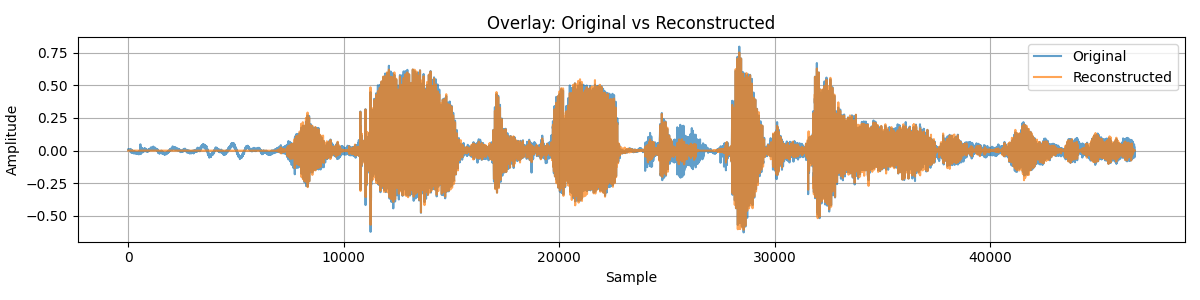 Overlay: Original vs Reconstructed
Original
Reconstructed
Amplitude
0.75
0.50
0.25
0.00
−0.25
−0.50
0 10000 20000 30000 40000
Sample